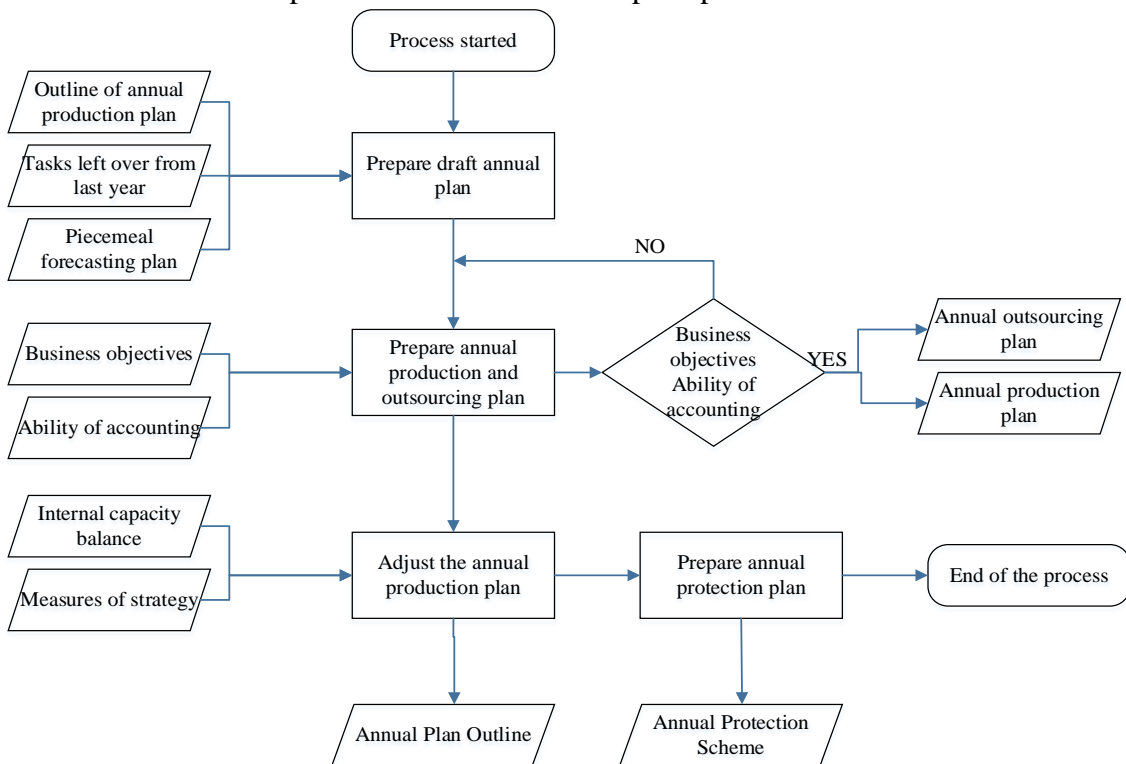 Process started
Outline of annual
production plan
Tasks left over from
last year
Piecemeal
forecasting plan
Prepare draft annual
plan
NO
Business objectives
Ability of accounting
Prepare annual
production and
outsourcing plan
Business
objectives
Ability of
accounting
YES
Annual outsourcing
plan
Annual production
plan
Internal capacity
balance
Measures of strategy
Adjust the annual
production plan
Prepare annual
protection plan
End of the process
Annual Plan Outline
Annual Protection
Scheme